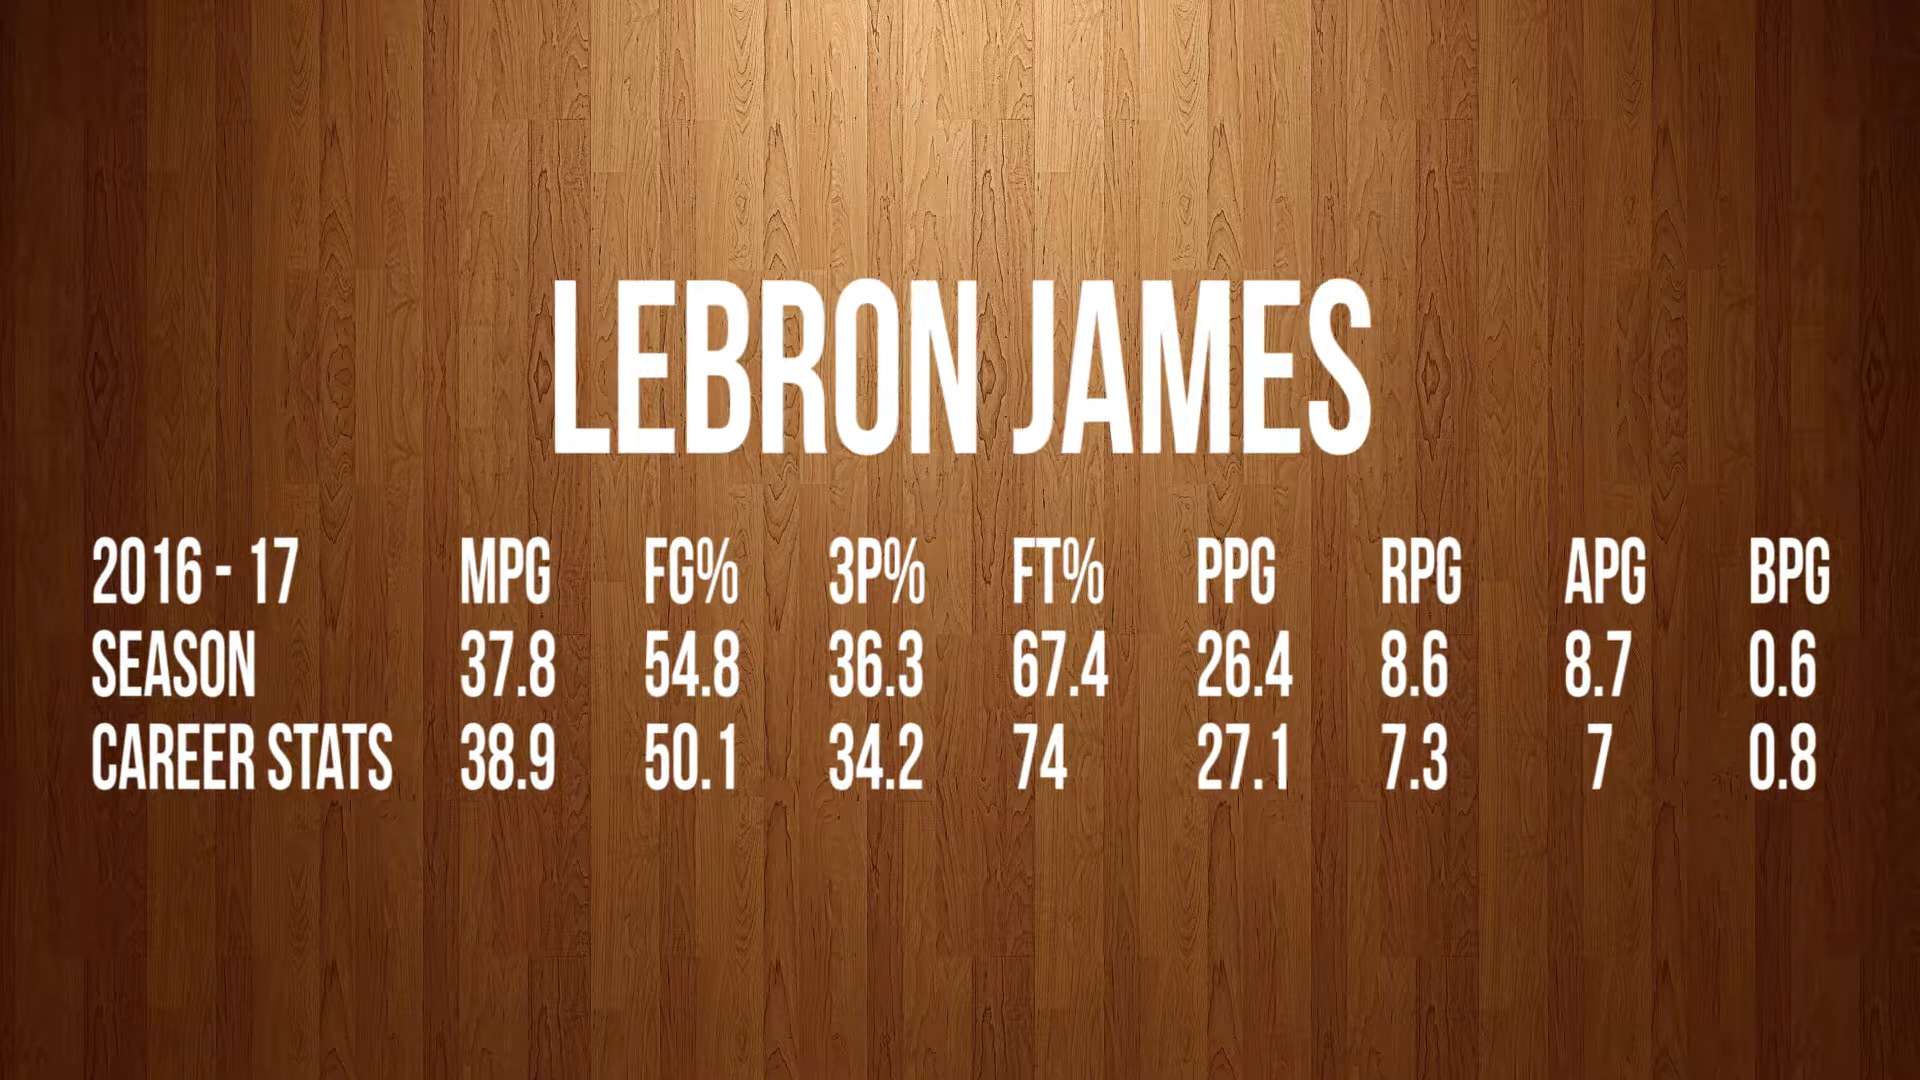 LEBRON JAMES
2016 - 17 MPG FG% 3P% FT% PPG RPG APG BPG
SEASON 37.8 54.8 36.3 67.4 26.4 8.6 8.7 0.6
CAREER STATS 38.9 50.1 34.2 74 27.1 7.3 7 0.8